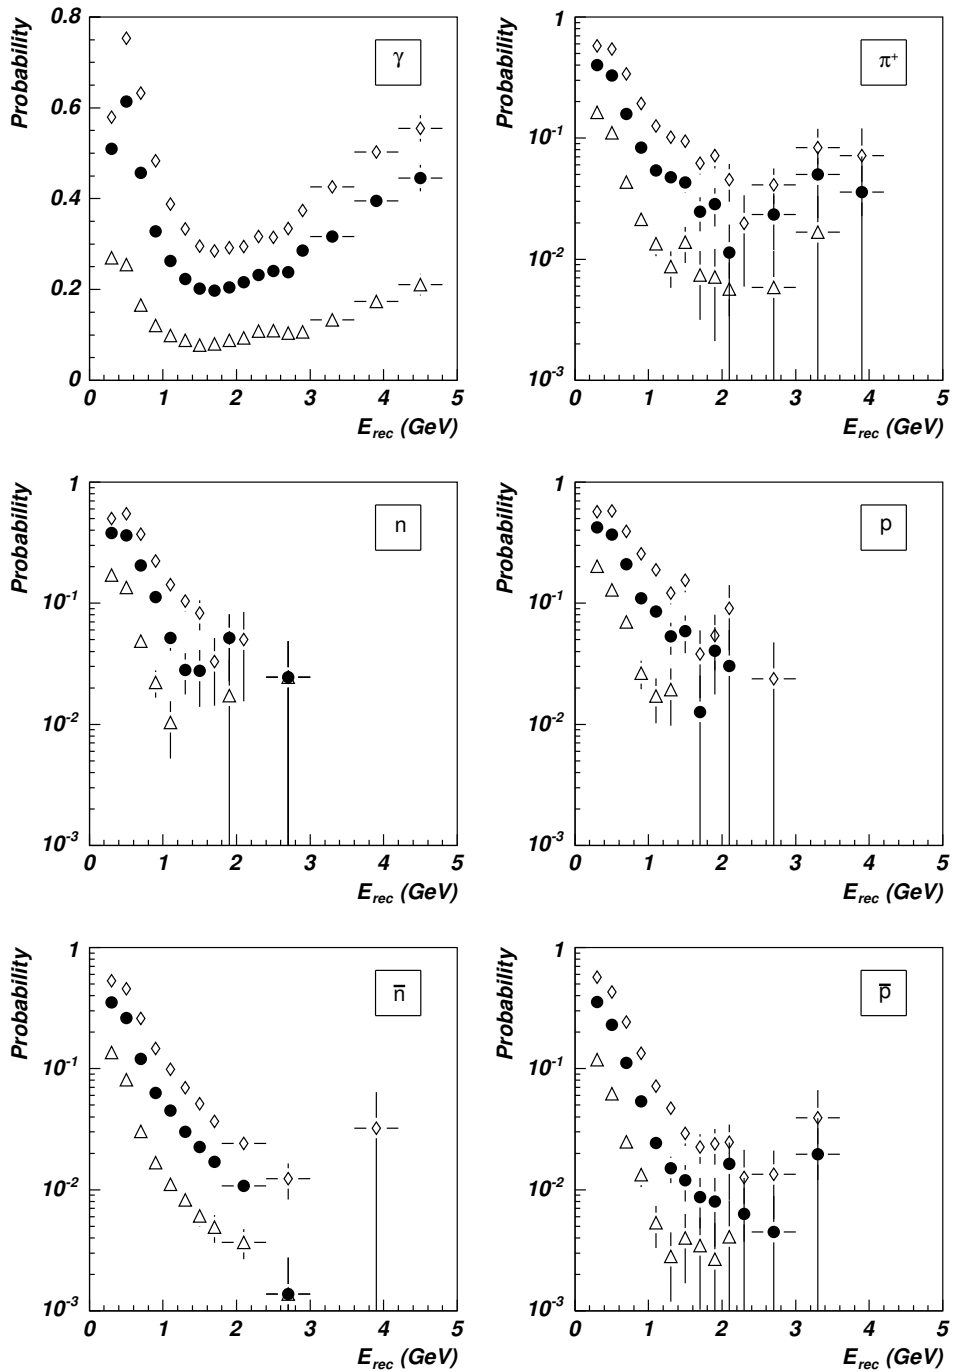 Probability
0.8
0.6
0.4
0.2
0
γ
0 1 2 3 4 5
E_rec (GeV)
Probability
1
10⁻¹
10⁻²
10⁻³
π⁺
0 1 2 3 4 5
E_rec (GeV)
Probability
1
10⁻¹
10⁻²
10⁻³
n
0 1 2 3 4 5
E_rec (GeV)
Probability
1
10⁻¹
10⁻²
10⁻³
p
0 1 2 3 4 5
E_rec (GeV)
Probability
1
10⁻¹
10⁻²
10⁻³
n̅
0 1 2 3 4 5
E_rec (GeV)
Probability
1
10⁻¹
10⁻²
10⁻³
p̅
0 1 2 3 4 5
E_rec (GeV)